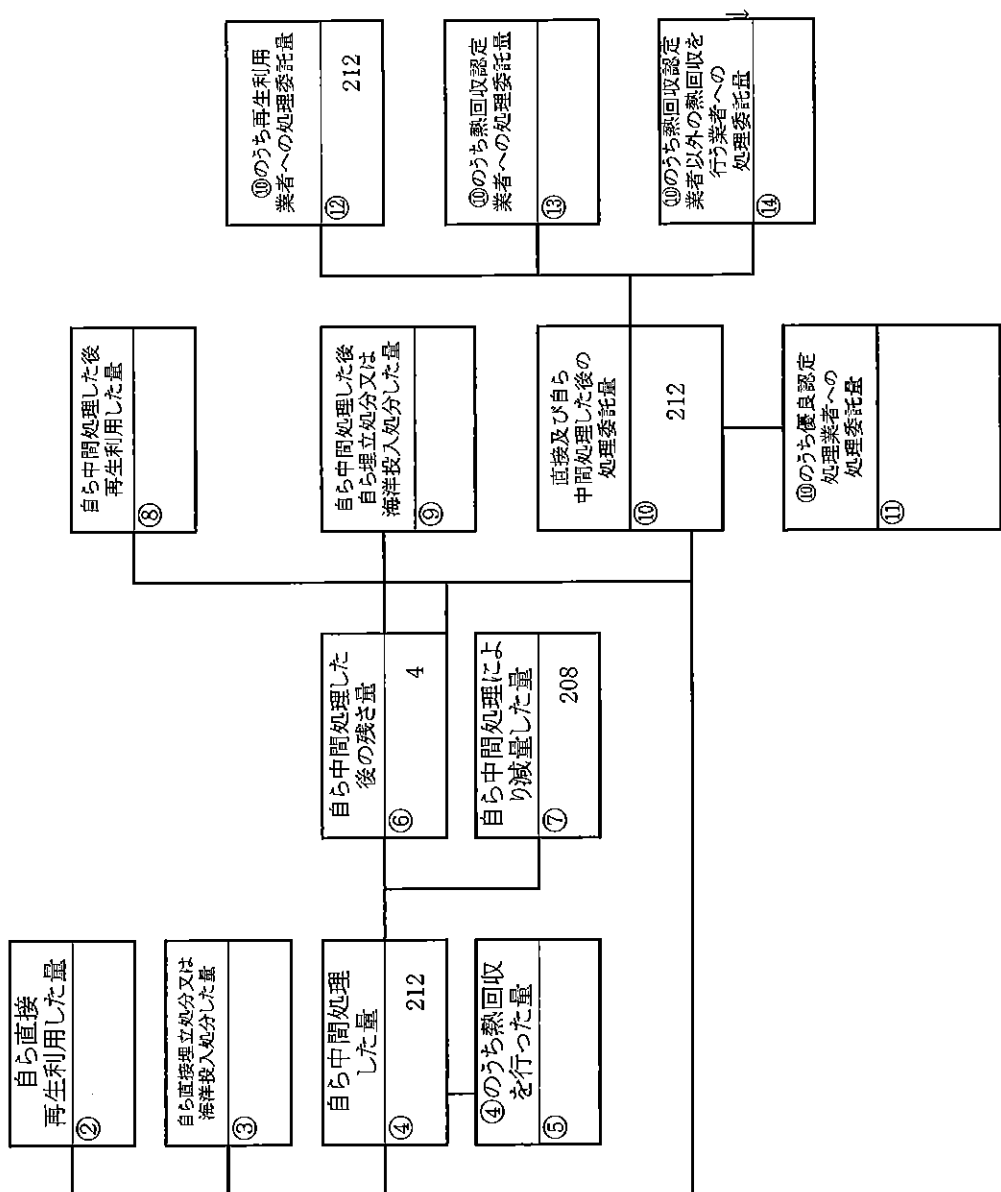 自ら直接
再生利用した量
②
自ら直接埋立処分又は
海洋投入処分した量
③
自ら中間処理
した量
④
212
④のうち熱回収
を行った量
⑤
自ら中間処理した
後の残さ量
⑥
4
自ら中間処理によ
り減量した量
⑦
208
自ら中間処理した後
再生利用した量
⑧
自ら中間処理した後
自ら埋立処分又は
海洋投入処分した量
⑨
直接及び自ら
中間処理した後の
処理委託量
⑩
212
⑩のうち優良認定
処理業者への
処理委託量
⑪
⑩のうち再生利用
業者への処理委託量
⑫
212
⑩のうち熱回収認定
業者への処理委託量
⑬
⑩のうち熱回収認定
業者以外の熱回収を
行う業者への
処理委託量
⑭